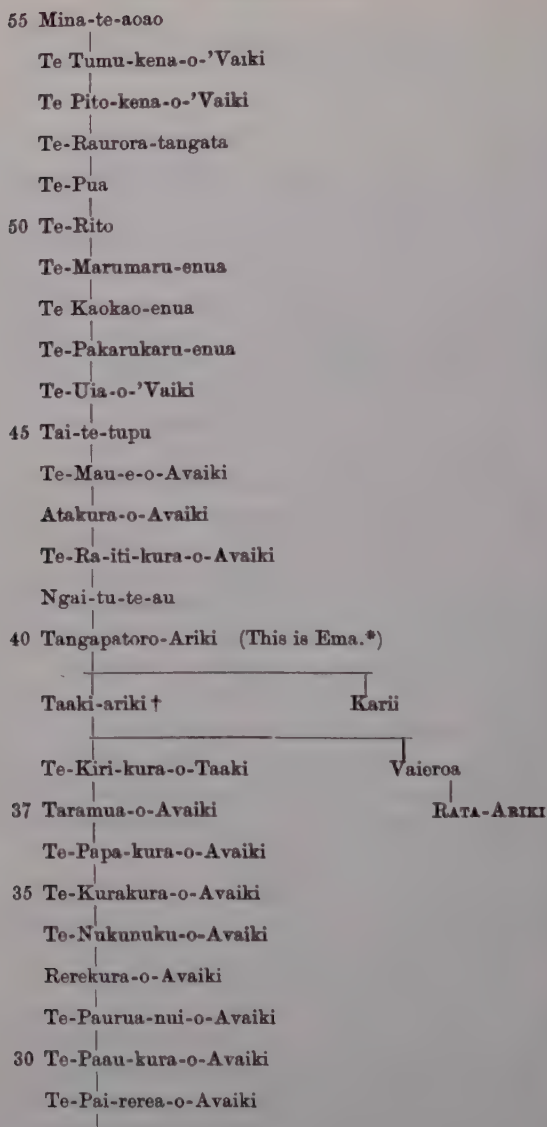 55 Mina-te-aoao
Te Tumu-kena-o-'Vaiki
Te Pito-kena-o-'Vaiki
Te-Raurora-tangata
Te-Pua
50 Te-Rito
Te-Marumaru-enua
Te Kaokao-enua
Te-Pakarukaru-enua
Te-Uia-o-'Vaiki
45 Tai-te-tupu
Te-Mau-e-o-Avaiki
Atakura-o-Avaiki
Te-Ra-iti-kura-o-Avaiki
Ngai-tu-te-au
40 Tangapatoro-Ariki (This is Ema.*)
Taaki-ariki † Karii
Te-Kiri-kura-o-Taaki Vaieroa
37 Taramua-o-Avaiki RATA-ARIKI
Te-Papa-kura-o-Avaiki
35 Te-Kurakura-o-Avaiki
Te-Nukunuku-o-Avaiki
Rerekura-o-Avaiki
Te-Paurua-nui-o-Avaiki
30 Te-Paau-kura-o-Avaiki
Te-Pai-rerea-o-Avaiki